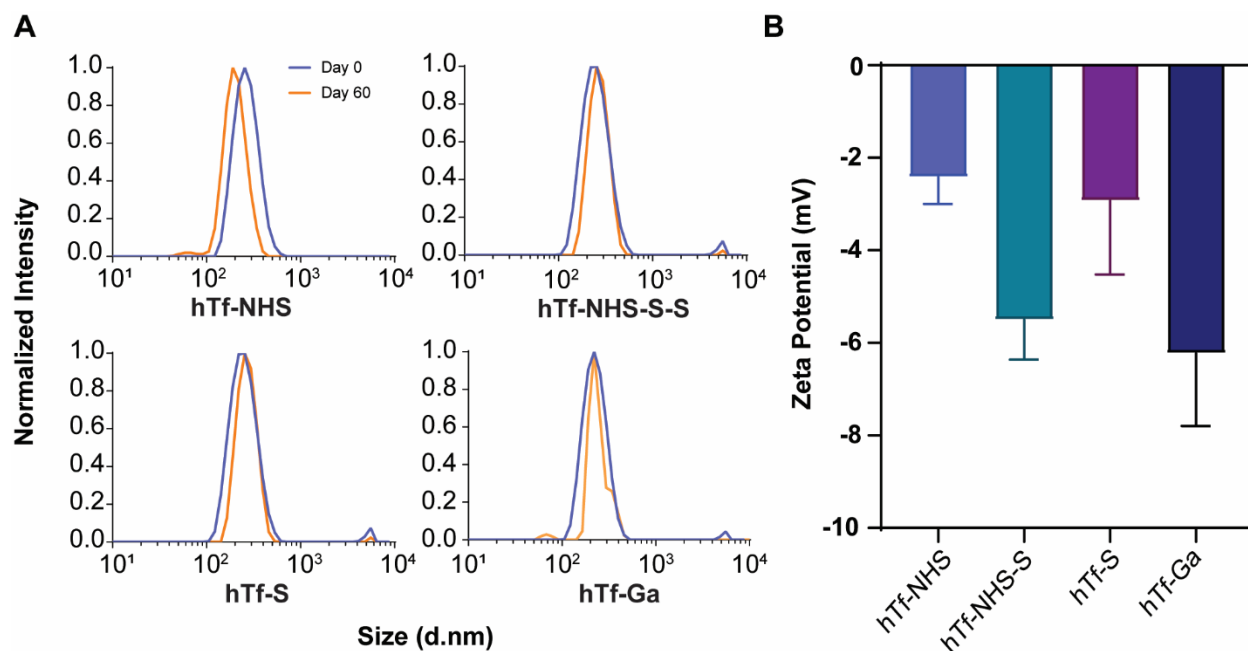 A
Normalized Intensity
1.0
0.8
0.6
0.4
0.2
0.0
Day 0
Day 60
10¹ 10² 10³ 10⁴
hTf-NHS
1.0
0.8
0.6
0.4
0.2
0.0
10¹ 10² 10³ 10⁴
hTf-NHS-S-S
1.0
0.8
0.6
0.4
0.2
0.0
10¹ 10² 10³ 10⁴
hTf-S
1.0
0.8
0.6
0.4
0.2
0.0
10¹ 10² 10³ 10⁴
hTf-Ga
Size (d.nm)
B
Zeta Potential (mV)
0
-2
-4
-6
-8
-10
hTf-NHS
hTf-NHS-S
hTf-S
hTf-Ga